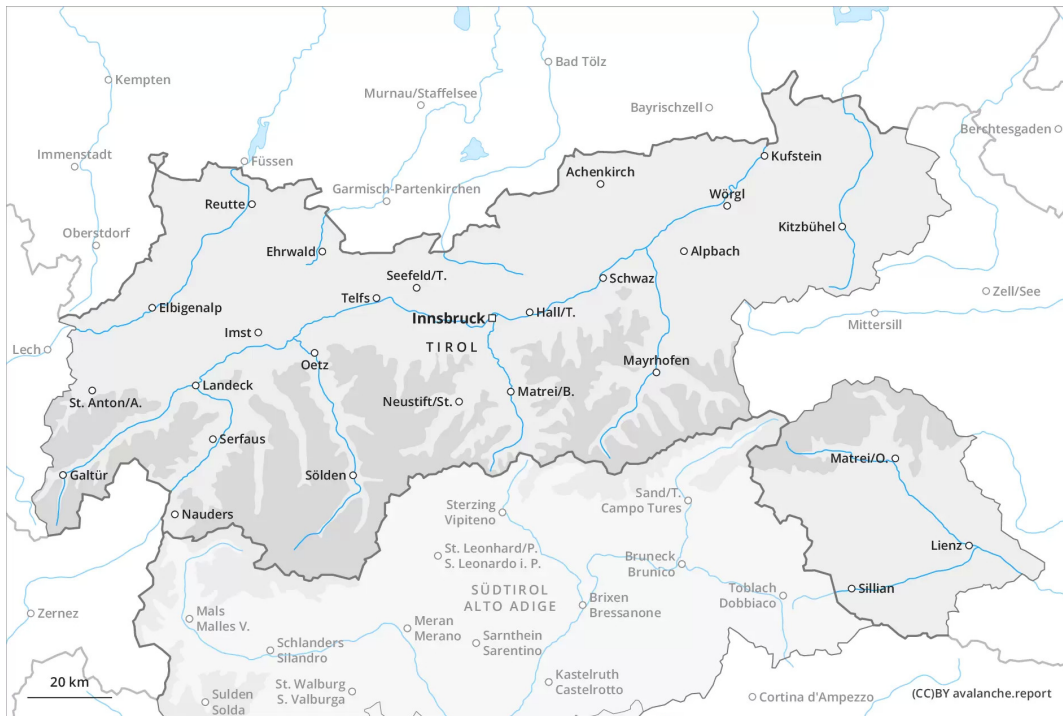 Kempten
Bad Tölz
Murnau/Staffelsee
Bayrischzell
Berchtesgaden
Immenstadt
Füssen
Kufstein
Garmisch-Partenkirchen
Achenkirch
Reutte
Wörgl
Oberstdorf
Kitzbühel
Ehrwald
Alpbach
Seefeld/T.
Schwaz
Telfs
Zell/See
Elbigenalp
Innsbruck
Hall/T.
Mittersill
Imst
TIROL
Lech
Oetz
Mayrhofen
Landeck
St. Anton/A.
Neustift/St.
Matrei/B.
Serfaus
Matrei/O.
Galtür
Sölden
Sand/T.
Campo Tures
Sterzing
Vipiteno
Nauders
Lienz
St. Leonhard/P.
S. Leonardo i. P.
Bruneck
Brunico
SÜDTIROL
ALTO ADIGE
Toblach
Dobbiaco
Sillian
Brixen
Bressanone
Zernez
Mals
Malles V.
Meran
Merano
Sarnthein
Sarentino
Schlanders
Silandro
20 km
St. Walburg
S. Valburga
Kastelruth
Castelrotto
Sulden
Solda
Cortina d'Ampezzo
(CC)BY avalanche.report